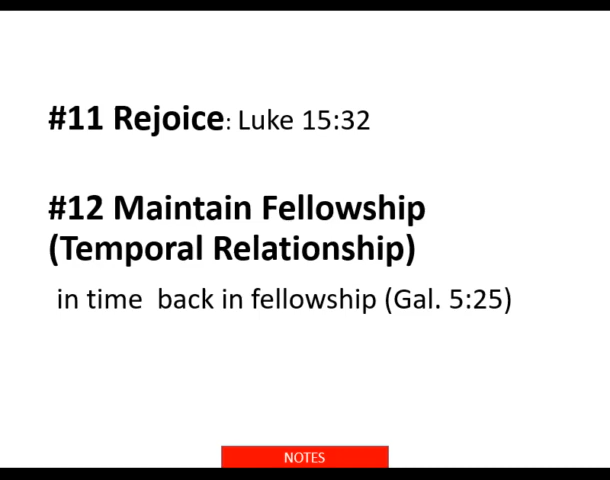 #11 Rejoice: Luke 15:32
#12 Maintain Fellowship
(Temporal Relationship)
in time  back in fellowship (Gal. 5:25)
NOTES